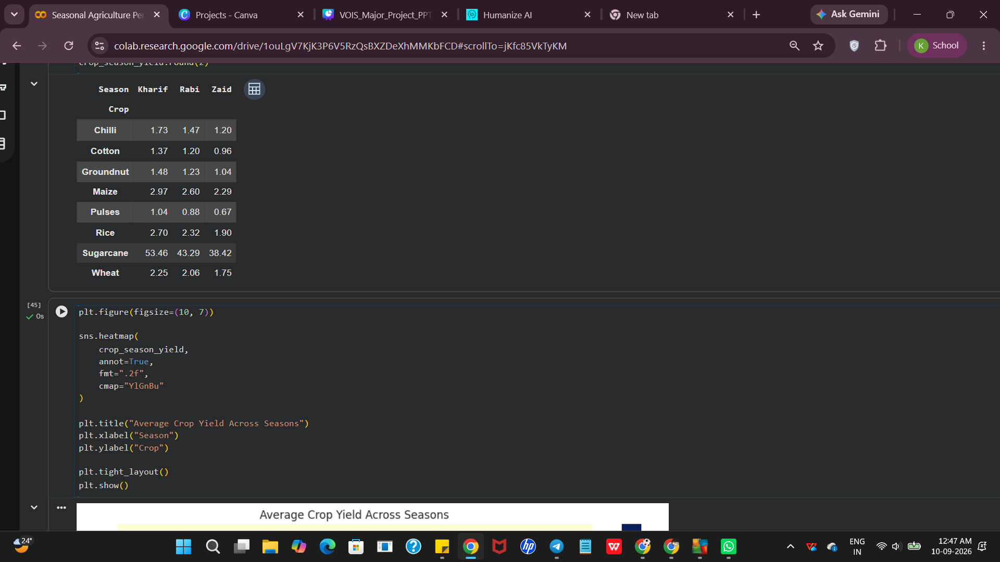 Seasonal Agriculture Per
Projects - Canva
VOIS_Major_Project_PPT
Humanize AI
New tab
Ask Gemini
colab.research.google.com/drive/1ouLgV7KjK3P6V5RzQsBXZDeXhMMKbFCD#scrollTo=jKfc85VkTyKM
K School
crop_season_yield.round(2)
Season Kharif Rabi Zaid
Crop
Chilli 1.73 1.47 1.20
Cotton 1.37 1.20 0.96
Groundnut 1.48 1.23 1.04
Maize 2.97 2.60 2.29
Pulses 1.04 0.88 0.67
Rice 2.70 2.32 1.90
Sugarcane 53.46 43.29 38.42
Wheat 2.25 2.06 1.75
[45]
0s
plt.figure(figsize=(10, 7))
sns.heatmap(
crop_season_yield,
annot=True,
fmt=".2f",
cmap="YlGnBu"
)
plt.title("Average Crop Yield Across Seasons")
plt.xlabel("Season")
plt.ylabel("Crop")
plt.tight_layout()
plt.show()
Average Crop Yield Across Seasons
24°
ENG
IN
12:47 AM
10-09-2026